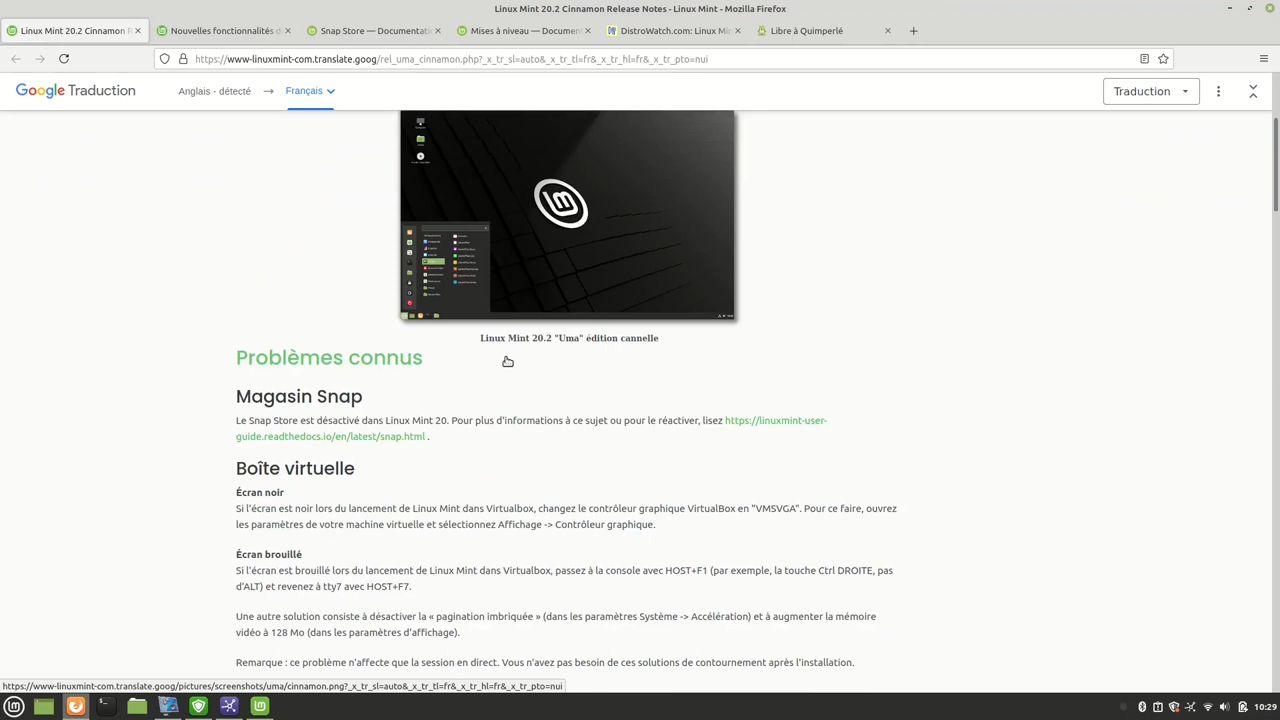 Linux Mint 20.2 Cinnamon Release Notes - Linux Mint - Mozilla Firefox
Linux Mint 20.2 Cinnamon R
Nouvelles fonctionnalités d
Snap Store — Documentati
Mises à niveau — Documen
DistroWatch.com: Linux Min
Libre à Quimperlé
https://www-linuxmint-com.translate.goog/rel_uma_cinnamon.php?_x_tr_sl=auto&_x_tr_tl=fr&_x_tr_hl=fr&_x_tr_pto=nui
Google Traduction
Anglais - détecté
Français
Traduction
Linux Mint 20.2 "Uma" édition cannelle
Problèmes connus
Magasin Snap
Le Snap Store est désactivé dans Linux Mint 20. Pour plus d'informations à ce sujet ou pour le réactiver, lisez https://linuxmint-user-
guide.readthedocs.io/en/latest/snap.html .
Boîte virtuelle
Écran noir
Si l'écran est noir lors du lancement de Linux Mint dans Virtualbox, changez le contrôleur graphique VirtualBox en "VMSVGA". Pour ce faire, ouvrez
les paramètres de votre machine virtuelle et sélectionnez Affichage -> Contrôleur graphique.
Écran brouillé
Si l'écran est brouillé lors du lancement de Linux Mint dans Virtualbox, passez à la console avec HOST+F1 (par exemple, la touche Ctrl DROITE, pas
d'ALT) et revenez à tty7 avec HOST+F7.
Une autre solution consiste à désactiver la « pagination imbriquée » (dans les paramètres Système -> Accélération) et à augmenter la mémoire
vidéo à 128 Mo (dans les paramètres d'affichage).
Remarque : ce problème n'affecte que la session en direct. Vous n'avez pas besoin de ces solutions de contournement après l'installation.
https://www-linuxmint-com.translate.goog/pictures/screenshots/uma/cinnamon.png?_x_tr_sl=auto&_x_tr_tl=fr&_x_tr_hl=fr&_x_tr_pto=nui
10:29